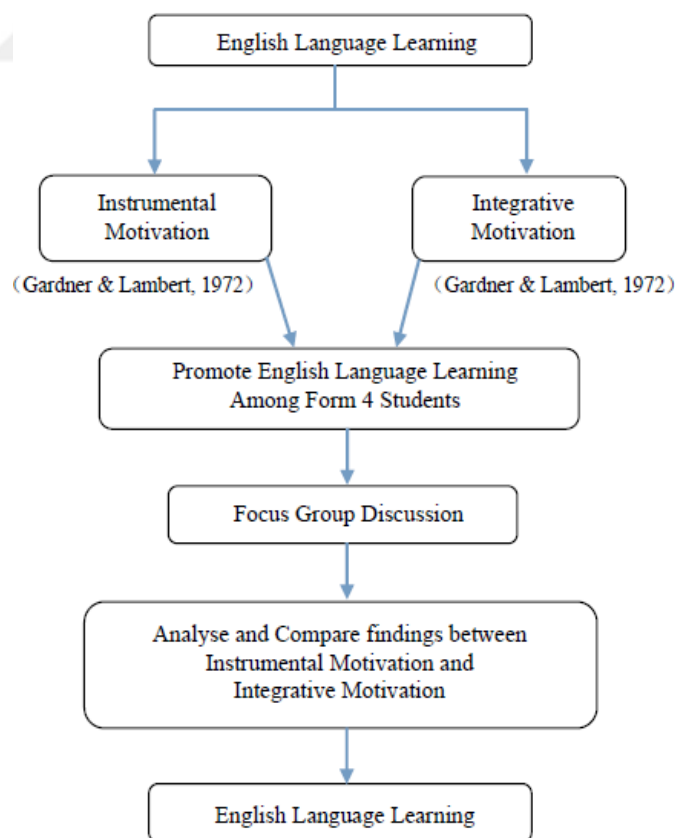 English Language Learning
Instrumental
Motivation
Integrative
Motivation
（Gardner & Lambert, 1972）
（Gardner & Lambert, 1972）
Promote English Language Learning
Among Form 4 Students
Focus Group Discussion
Analyse and Compare findings between
Instrumental Motivation and
Integrative Motivation
English Language Learning